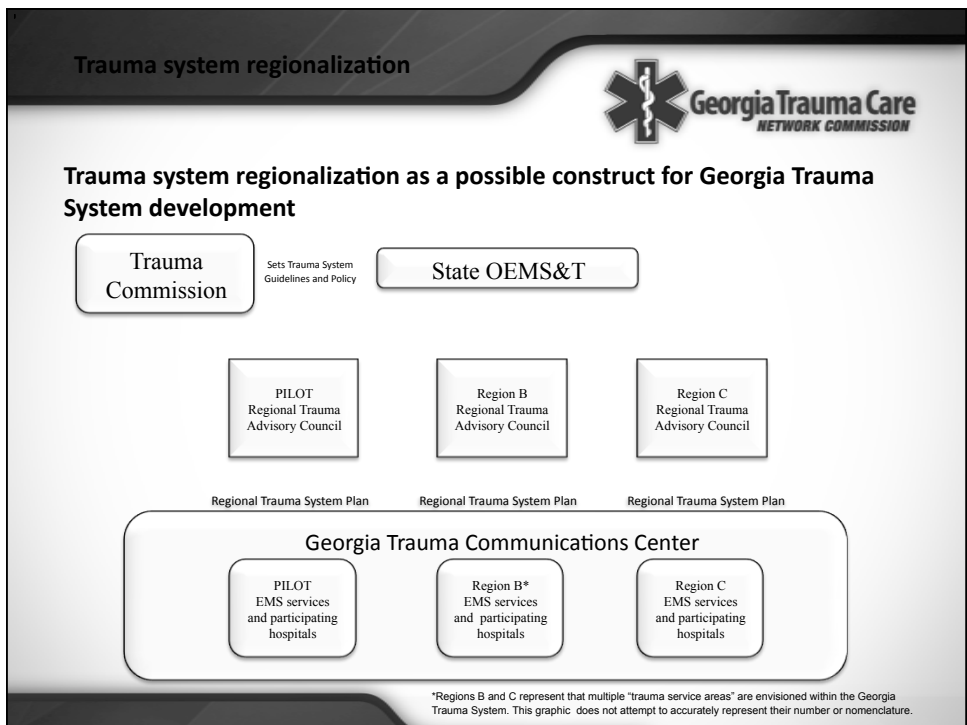 Trauma system regionalization
Georgia Trauma Care
NETWORK COMMISSION
Trauma system regionalization as a possible construct for Georgia Trauma
System development
Trauma
Commission
Sets Trauma System
Guidelines and Policy
State OEMS&T
PILOT
Regional Trauma
Advisory Council
Region B
Regional Trauma
Advisory Council
Region C
Regional Trauma
Advisory Council
Regional Trauma System Plan
Regional Trauma System Plan
Regional Trauma System Plan
Georgia Trauma Communications Center
PILOT
EMS services
and participating
hospitals
Region B*
EMS services
and participating
hospitals
Region C
EMS services
and participating
hospitals
*Regions B and C represent that multiple “trauma service areas” are envisioned within the Georgia
Trauma System. This graphic does not attempt to accurately represent their number or nomenclature.